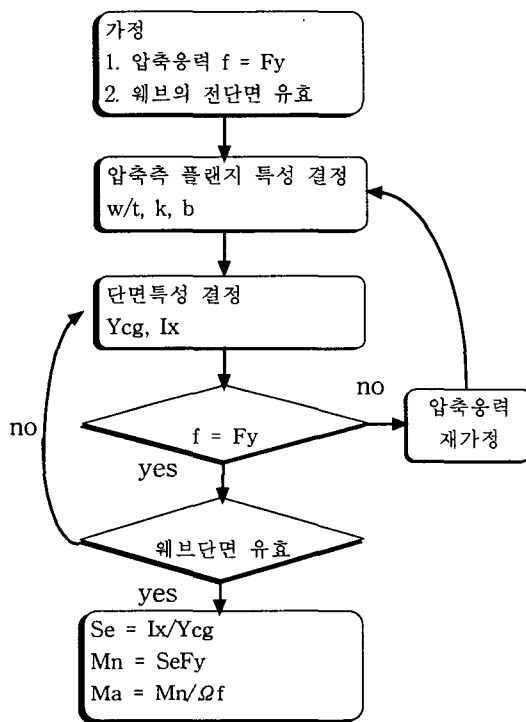 가정
1. 압축응력 f = Fy
2. 웨브의 전단면 유효
압축측 플랜지 특성 결정
w/t, k, b
단면특성 결정
Ycg, Ix
no
f = Fy
no
압축응력
재가정
yes
웨브단면 유효
yes
Se = Ix/Ycg
Mn = SeFy
Ma = Mn/Ωf